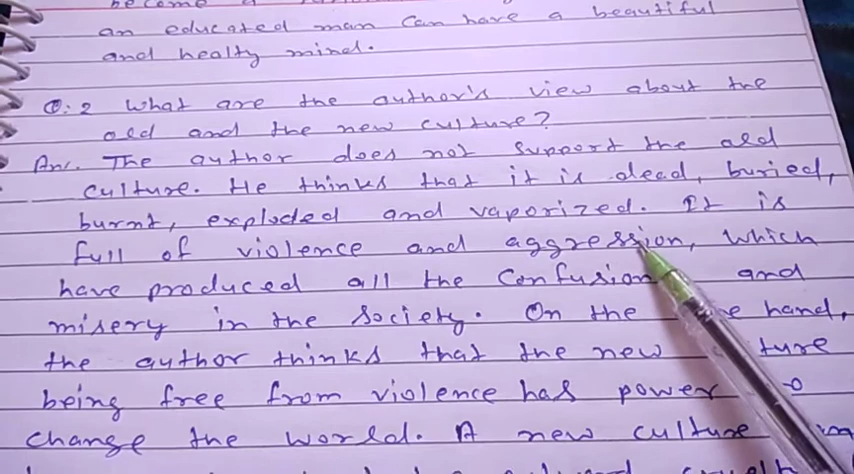 become a
an educated man can have a beautiful
and healty mind.
Q:2 What are the author's view about the
old and the new culture?
Ans. The author does not support the old
culture. He thinks that it is dead, buried,
burnt, exploded and vaporized. It is
full of violence and aggression, which
have produced all the confusion and
misery in the society. On the hand,
the author thinks that the new
being free from violence has power
change the world. A new culture